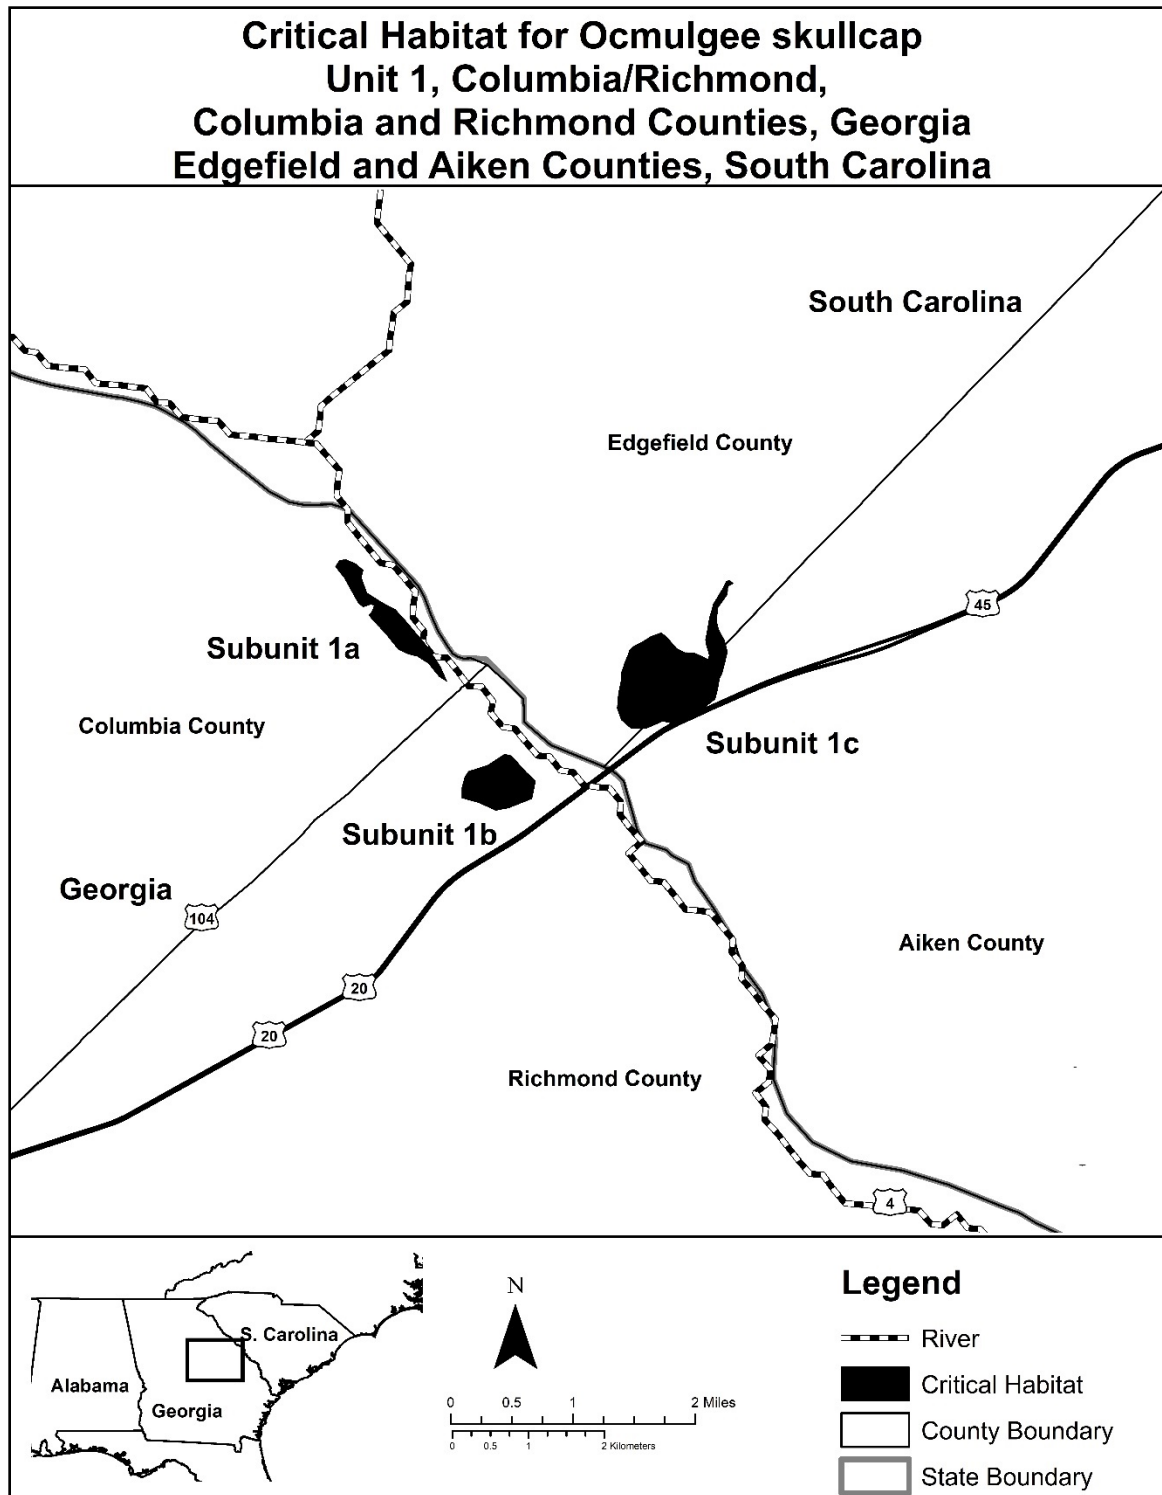 Critical Habitat for Ocmulgee skullcap
Unit 1, Columbia/Richmond,
Columbia and Richmond Counties, Georgia
Edgefield and Aiken Counties, South Carolina
South Carolina
Edgefield County
45
Subunit 1a
Columbia County
Subunit 1c
Subunit 1b
Georgia
104
Aiken County
20
20
Richmond County
4
S. Carolina
Alabama
Georgia
N
0 0.5 1 2 Miles
0 0.5 1 2 Kilometers
Legend
River
Critical Habitat
County Boundary
State Boundary